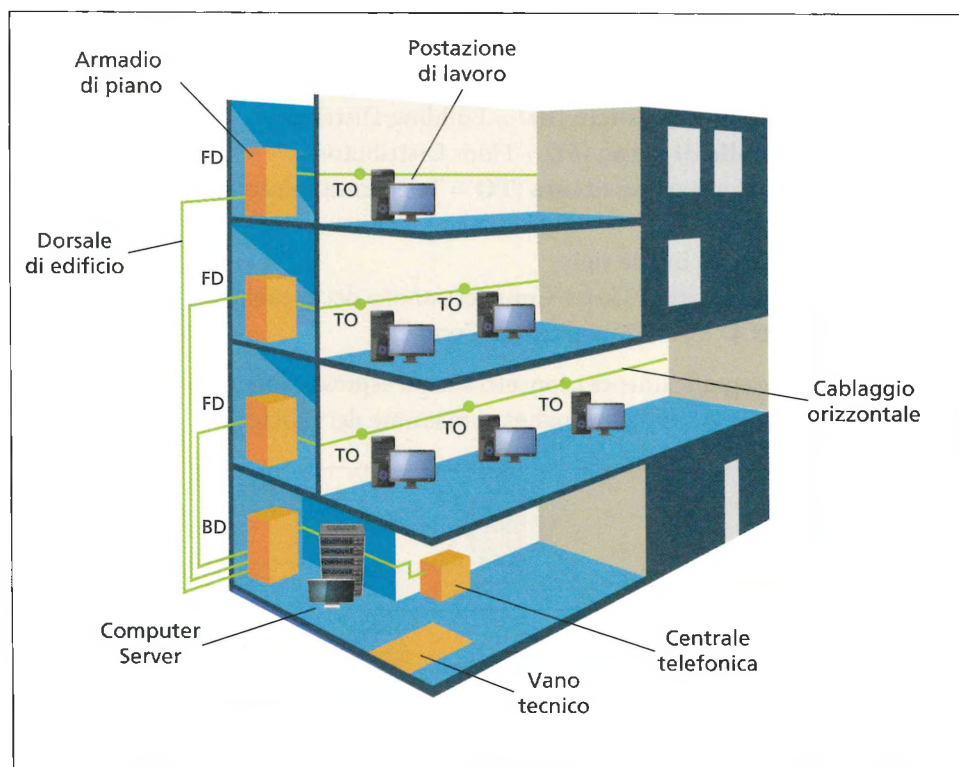 Postazione
di lavoro
Armadio
di piano
FD
TO
Dorsale
di edificio
FD
TO
TO
Cablaggio
orizzontale
FD
TO
TO
TO
BD
Computer
Server
Centrale
telefonica
Vano
tecnico